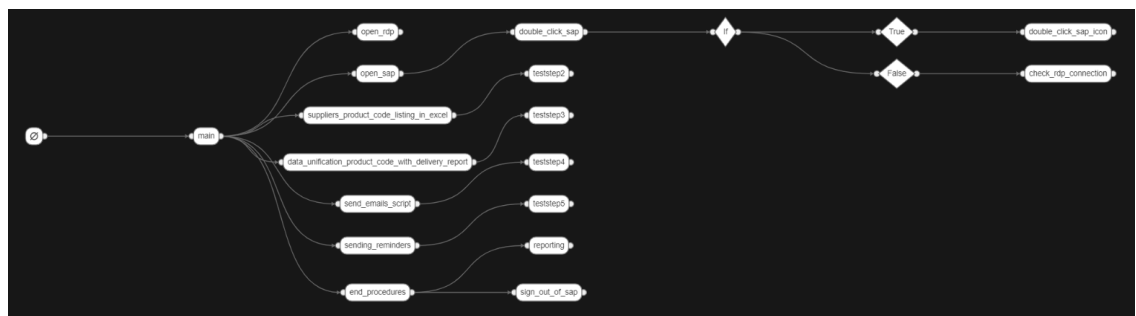 open_rdp
double_click_sap
If
True
double_click_sap_icon
open_sap
teststep2
False
check_rdp_connection
suppliers_product_code_listing_in_excel
teststep3
∅
main
data_unification_product_code_with_delivery_report
teststep4
send_emails_script
teststep5
sending_reminders
reporting
end_procedures
sign_out_of_sap